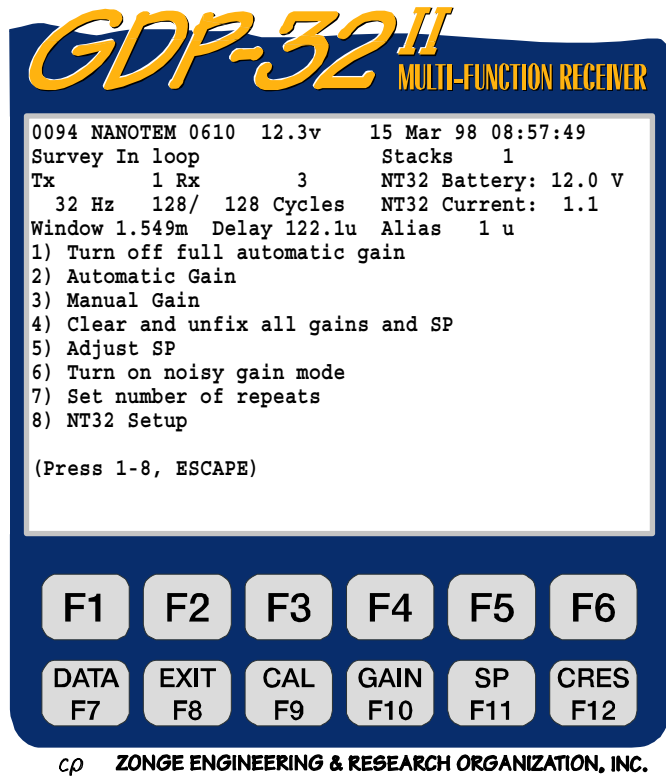 GDP-32 II
MULTI-FUNCTION RECEIVER
0094 NANOTEM 0610 12.3v 15 Mar 98 08:57:49
Survey In loop Stacks 1
Tx 1 Rx 3 NT32 Battery: 12.0 V
32 Hz 128/ 128 Cycles NT32 Current: 1.1
Window 1.549m Delay 122.1u Alias 1 u
1) Turn off full automatic gain
2) Automatic Gain
3) Manual Gain
4) Clear and unfix all gains and SP
5) Adjust SP
6) Turn on noisy gain mode
7) Set number of repeats
8) NT32 Setup
(Press 1-8, ESCAPE)
F1 F2 F3 F4 F5 F6
DATA EXIT CAL GAIN SP CRES
F7 F8 F9 F10 F11 F12
cρ ZONGE ENGINEERING & RESEARCH ORGANIZATION, INC.